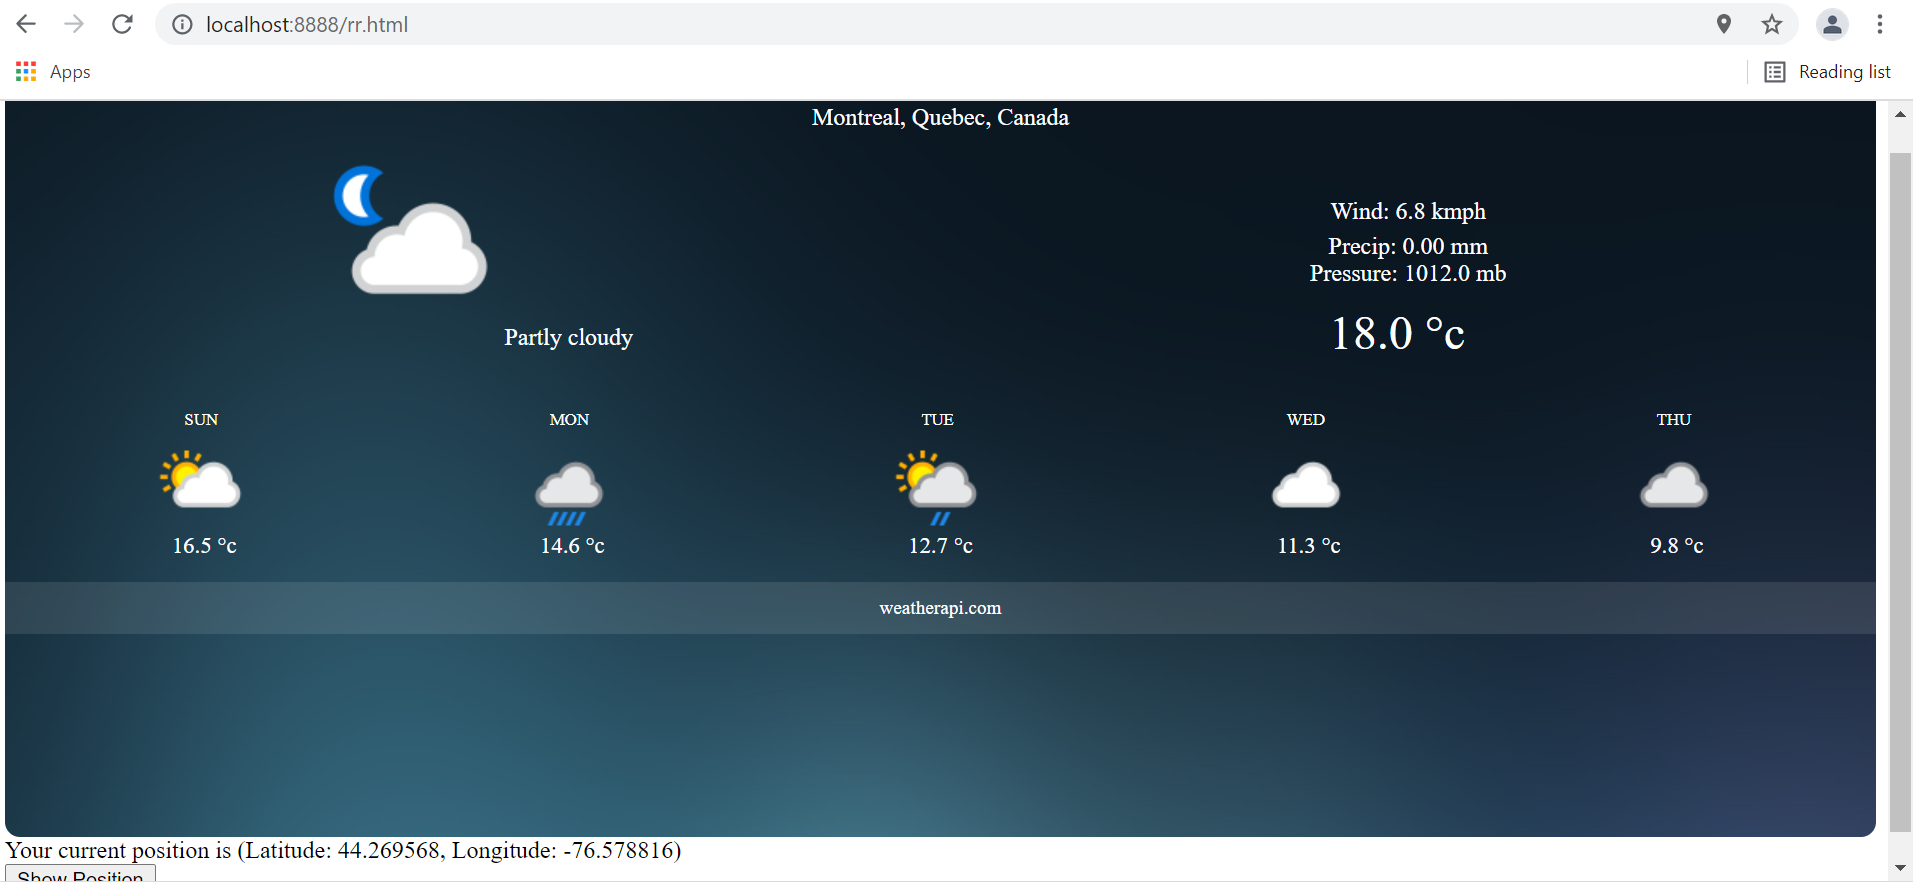 localhost:8888/rr.html
Apps
Reading list
Montreal, Quebec, Canada
Wind: 6.8 kmph
Precip: 0.00 mm
Pressure: 1012.0 mb
Partly cloudy
18.0 °c
SUN MON TUE WED THU
16.5 °c 14.6 °c 12.7 °c 11.3 °c 9.8 °c
weatherapi.com
Your current position is (Latitude: 44.269568, Longitude: -76.578816)
Show Position